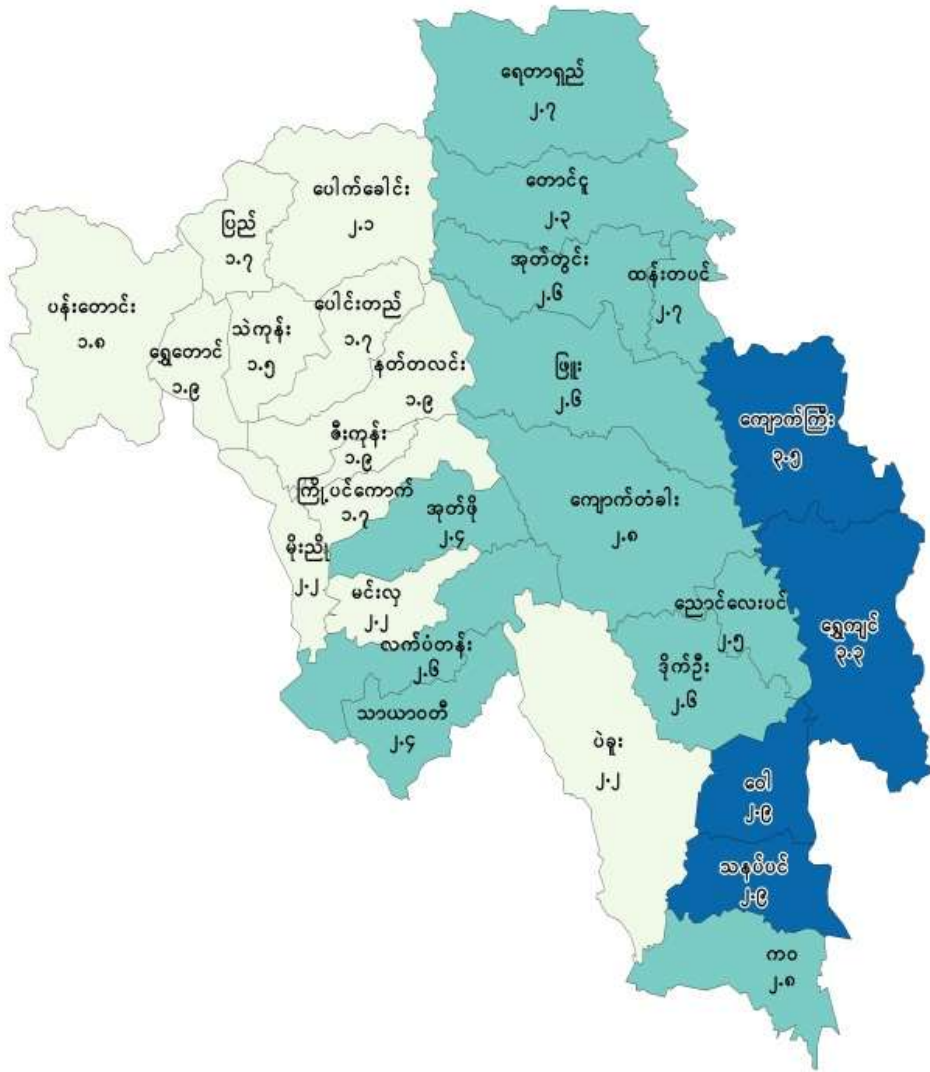 ရေတာရှည်
၂.၇
တောင်ငူ
၂.၃
ပေါက်ခေါင်း
၂.၁
ပြည်
၁.၇
အုတ်တွင်း
၂.၆
ထန်းတပင်
၂.၇
ပန်းတောင်း
၁.၈
ပေါင်းတည်
၁.၇
သဲကုန်း
၁.၅
ရွှေတောင်
၁.၉
နတ်တလင်း
၁.၉
ဖြူး
၂.၆
ကျောက်ကြီး
၃.၅
ဇီးကုန်း
၁.၉
ကြို့ပင်ကောက်
၁.၇
အုတ်ဖို
၂.၄
ကျောက်တံခါး
၂.၈
မိုးညို
၂.၂
မင်းလှ
၂.၂
ညောင်လေးပင်
၂.၅
ရွှေကျင်
၃.၃
လက်ပံတန်း
၂.၆
ဒိုက်ဦး
၂.၆
သာယာဝတီ
၂.၄
ပဲခူး
၂.၂
ဝေါ
၂.၉
သနပ်ပင်
၂.၉
ကဝ
၂.၈